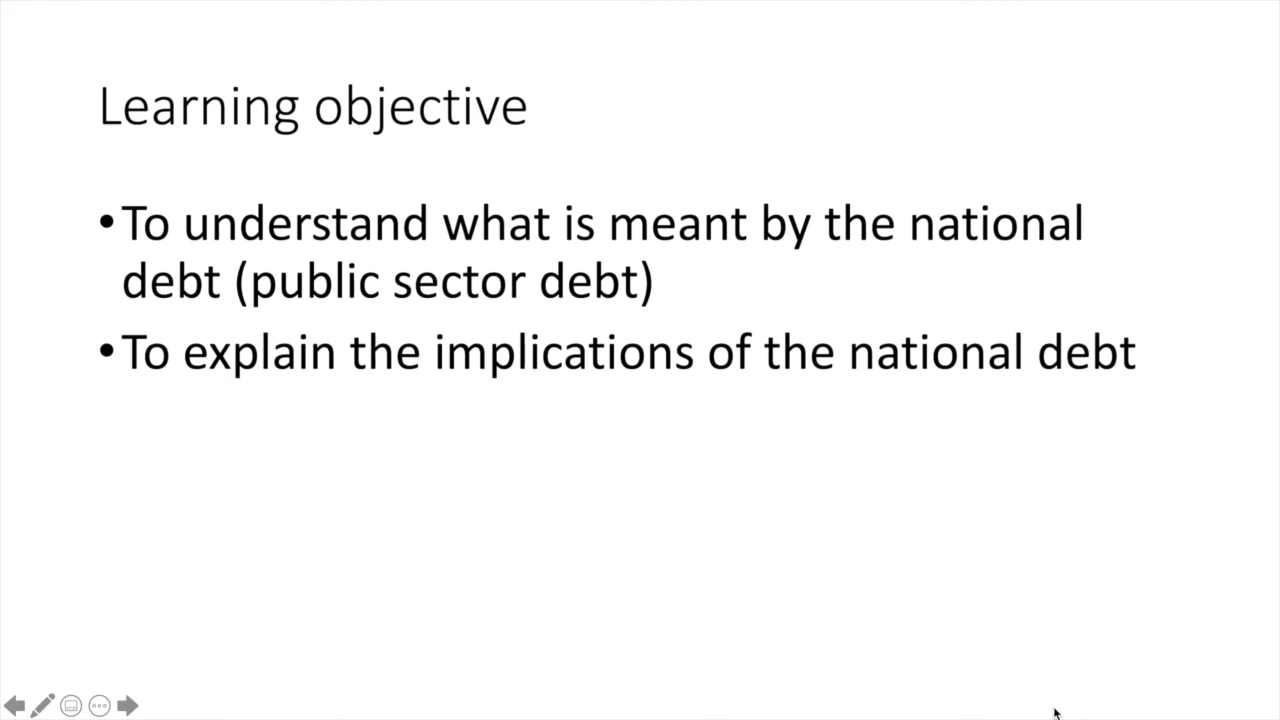 Learning objective
•To understand what is meant by the national
debt (public sector debt)
•To explain the implications of the national debt